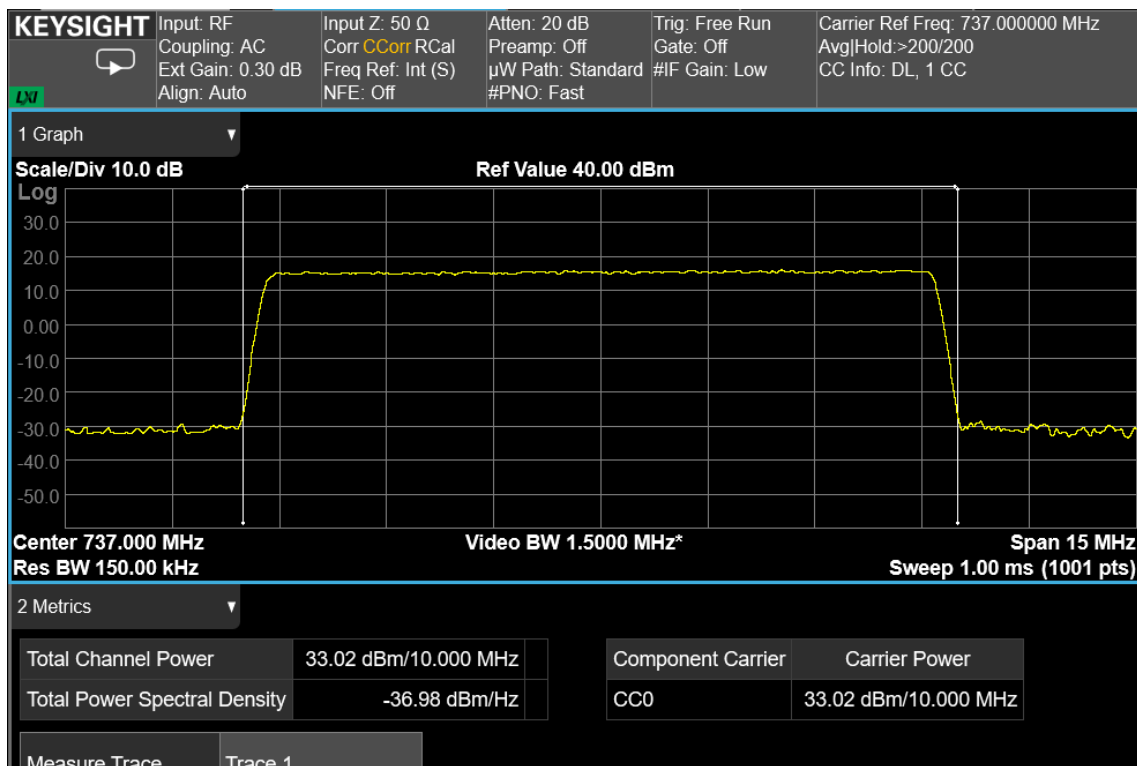 KEYSIGHT
LXI
Input: RF
Coupling: AC
Ext Gain: 0.30 dB
Align: Auto
Input Z: 50 Ω
Corr CCorr RCal
Freq Ref: Int (S)
NFE: Off
Atten: 20 dB
Preamp: Off
µW Path: Standard
#PNO: Fast
Trig: Free Run
Gate: Off
#IF Gain: Low
Carrier Ref Freq: 737.000000 MHz
Avg|Hold:>200/200
CC Info: DL, 1 CC
1 Graph
Scale/Div 10.0 dB
Ref Value 40.00 dBm
Log
30.0
20.0
10.0
0.00
-10.0
-20.0
-30.0
-40.0
-50.0
Center 737.000 MHz
Video BW 1.5000 MHz*
Span 15 MHz
Res BW 150.00 kHz
Sweep 1.00 ms (1001 pts)
2 Metrics
Total Channel Power 33.02 dBm/10.000 MHz
Total Power Spectral Density -36.98 dBm/Hz
Component Carrier Carrier Power
CC0 33.02 dBm/10.000 MHz
Measure Trace Trace 1